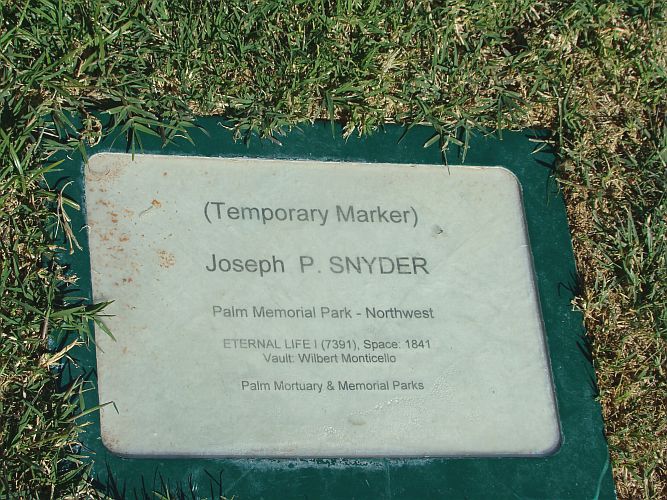 (Temporary Marker)
Joseph P. SNYDER
Palm Memorial Park - Northwest
ETERNAL LIFE I (7391), Space: 1841
Vault: Wilbert Monticello
Palm Mortuary & Memorial Parks